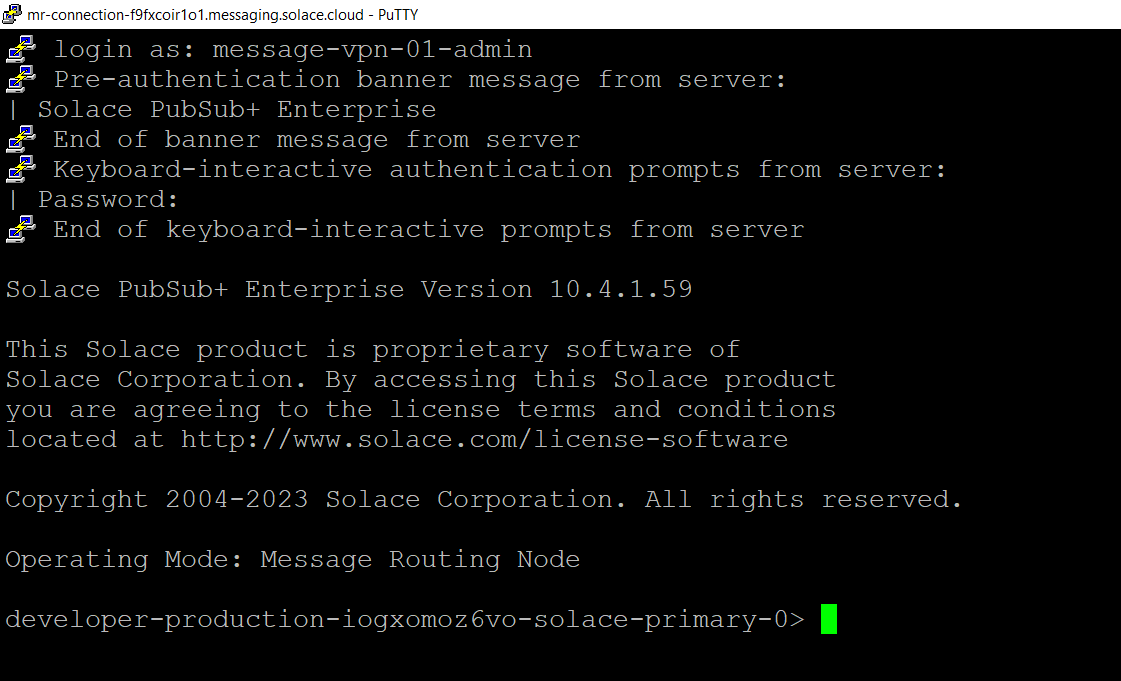 mr-connection-f9fxcoir1o1.messaging.solace.cloud - PuTTY
login as: message-vpn-01-admin
Pre-authentication banner message from server:
| Solace PubSub+ Enterprise
End of banner message from server
Keyboard-interactive authentication prompts from server:
| Password:
End of keyboard-interactive prompts from server
Solace PubSub+ Enterprise Version 10.4.1.59
This Solace product is proprietary software of
Solace Corporation. By accessing this Solace product
you are agreeing to the license terms and conditions
located at http://www.solace.com/license-software
Copyright 2004-2023 Solace Corporation. All rights reserved.
Operating Mode: Message Routing Node
developer-production-iogxomoz6vo-solace-primary-0>